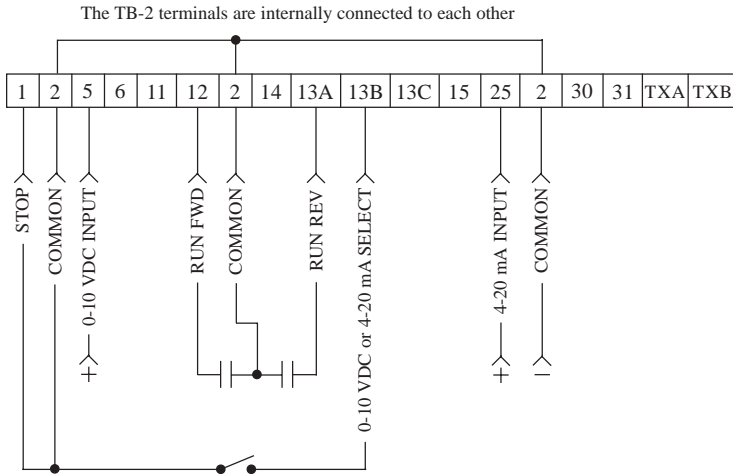 The TB-2 terminals are internally connected to each other
1 2 5 6 11 12 2 14 13A 13B 13C 15 25 2 30 31 TXA TXB
STOP
COMMON
0-10 VDC INPUT
+
RUN FWD
COMMON
RUN REV
0-10 VDC or 4-20 mA SELECT
4-20 mA INPUT
+
COMMON
−